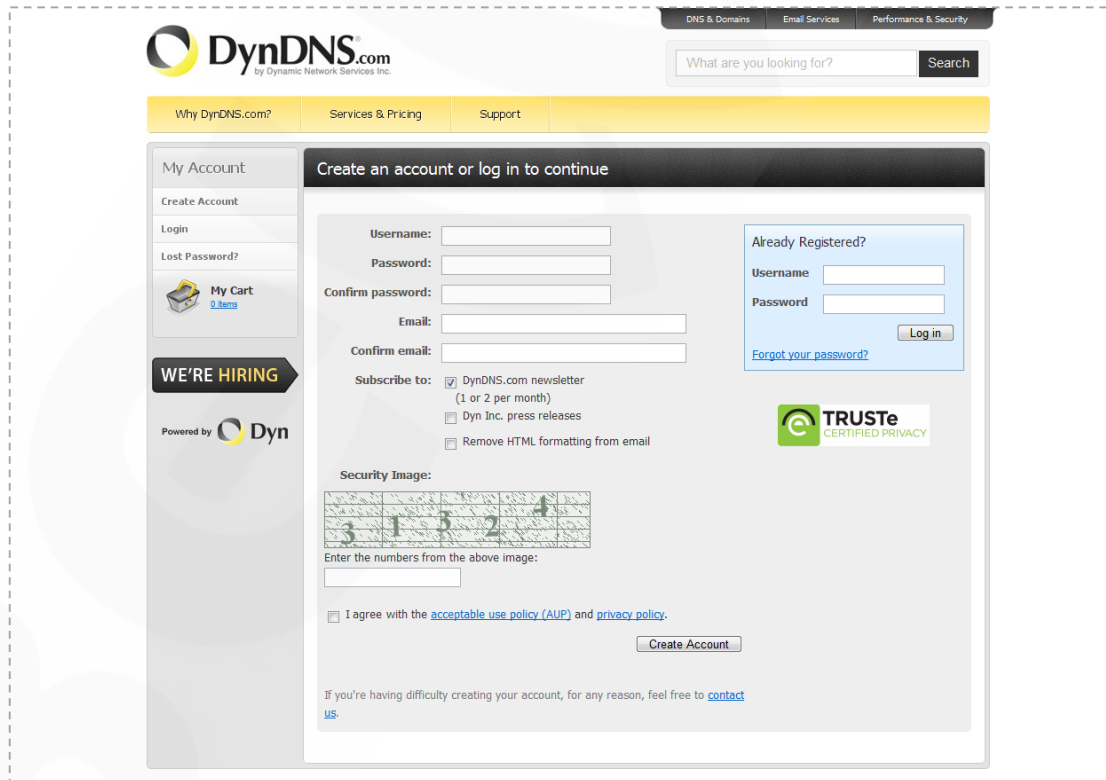 DNS & Domains
Email Services
Performance & Security
DynDNS.com
by Dynamic Network Services Inc.
What are you looking for?
Search
Why DynDNS.com?
Services & Pricing
Support
My Account
Create Account
Login
Lost Password?
My Cart
0 items
WE'RE HIRING
Powered by Dyn
Create an account or log in to continue
Username:
Password:
Confirm password:
Email:
Confirm email:
Subscribe to:
DynDNS.com newsletter
(1 or 2 per month)
Dyn Inc. press releases
Remove HTML formatting from email
Already Registered?
Username
Password
Log in
Forgot your password?
TRUSTe
CERTIFIED PRIVACY
Security Image:
3 1 3 2 4
Enter the numbers from the above image:
I agree with the acceptable use policy (AUP) and privacy policy.
Create Account
If you're having difficulty creating your account, for any reason, feel free to contact
us.